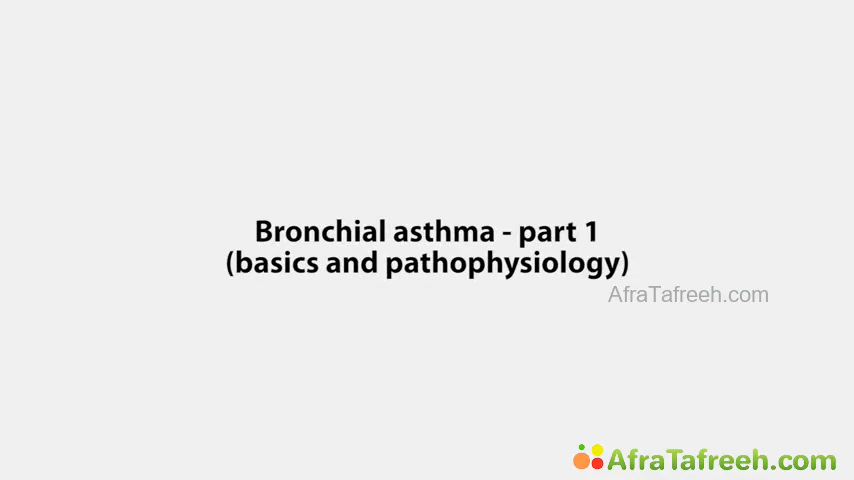 Bronchial asthma - part 1
(basics and pathophysiology)
AfraTafreeh.com
AfraTafreeh.com